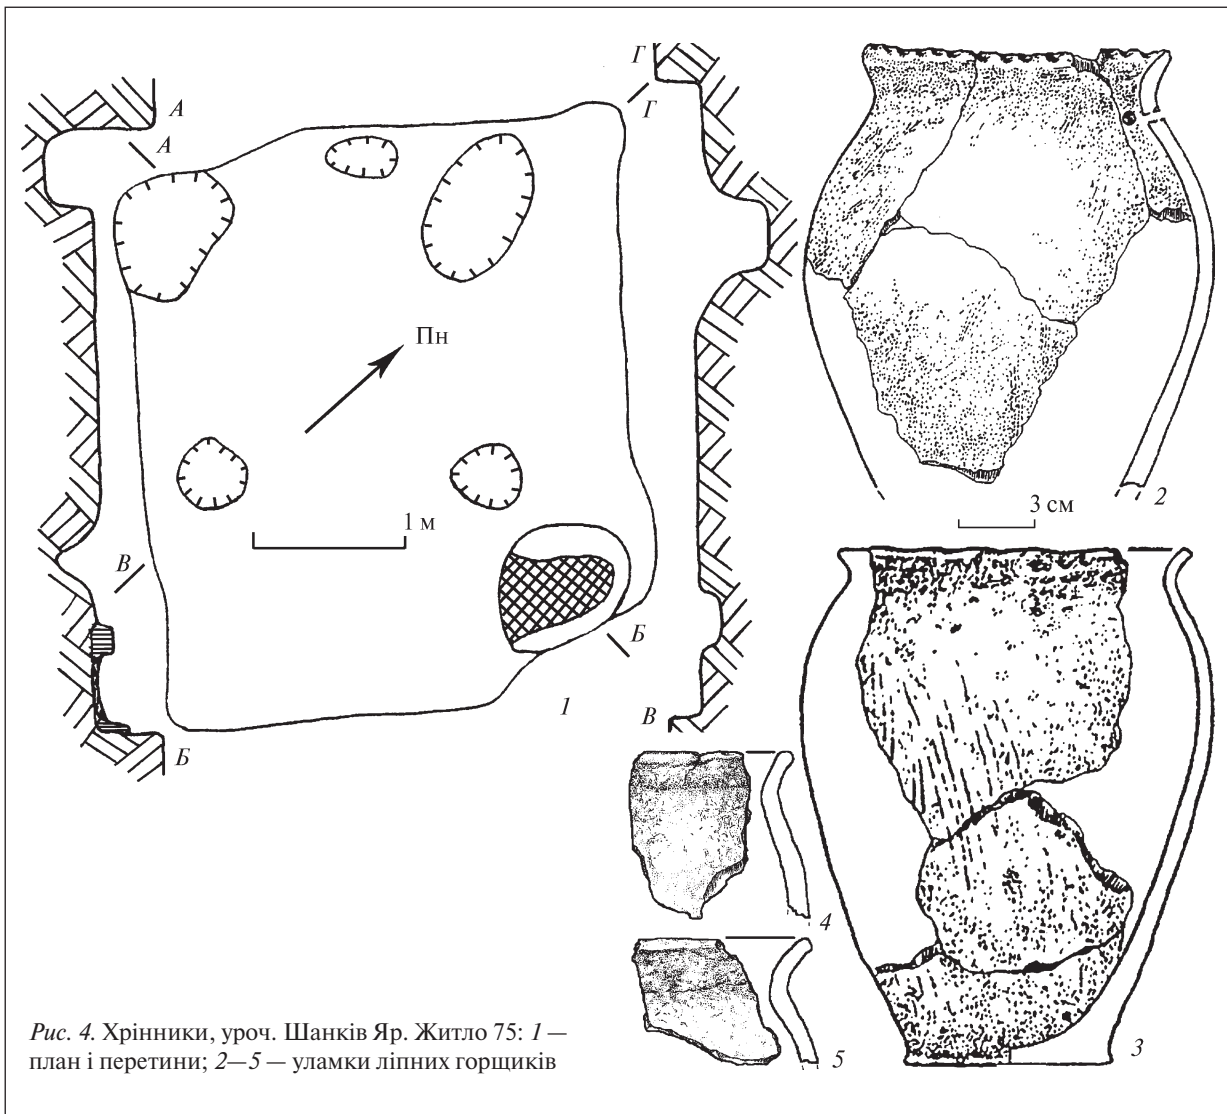 Г
А
Г
А
Пн
1 м
В
Б
1
В
Б
2
3 см
4
5
3
Рис. 4. Хрінники, уроч. Шанків Яр. Житло 75: 1 —
план і перетини; 2—5 — уламки ліпних горщиків